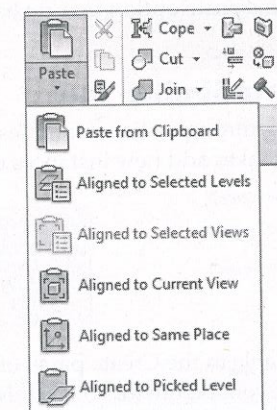 Paste
Cope
Cut
Join
Paste from Clipboard
Aligned to Selected Levels
Aligned to Selected Views
Aligned to Current View
Aligned to Same Place
Aligned to Picked Level